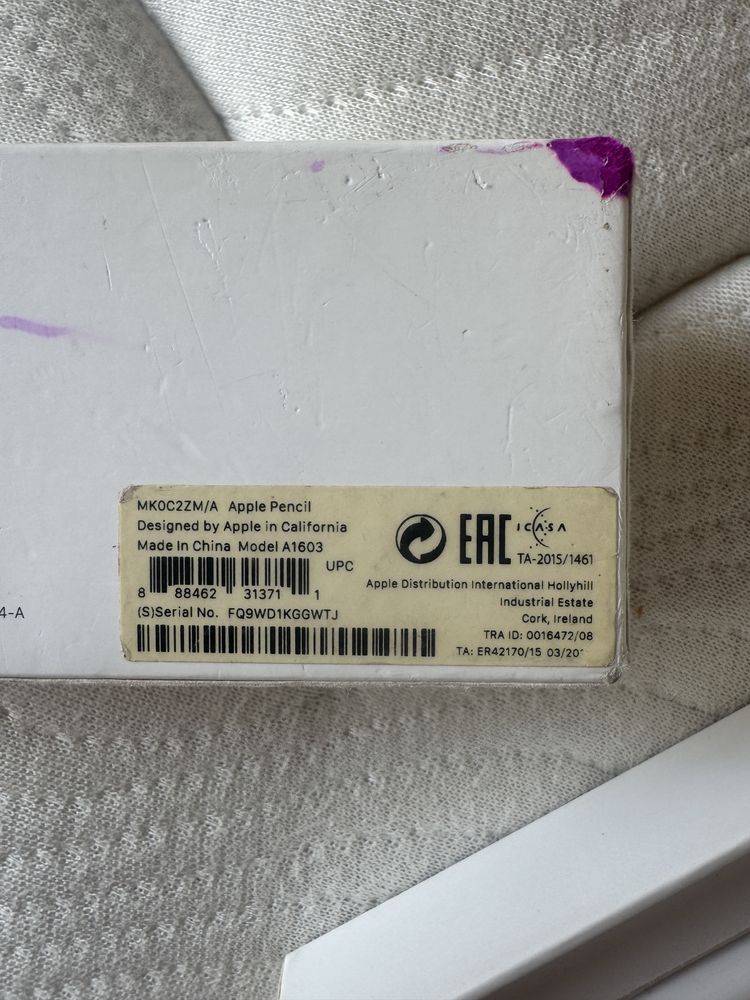 MK0C2ZM/A Apple Pencil
Designed by Apple in California
Made In China Model A1603
UPC
8 88462 31371 1
(S)Serial No. FQ9WD1KGGWTJ
EAC
ICASA
TA-2015/1461
Apple Distribution International Hollyhill
Industrial Estate
Cork, Ireland
TRA ID: 0016472/08
TA: ER42170/15 03/201
4-A